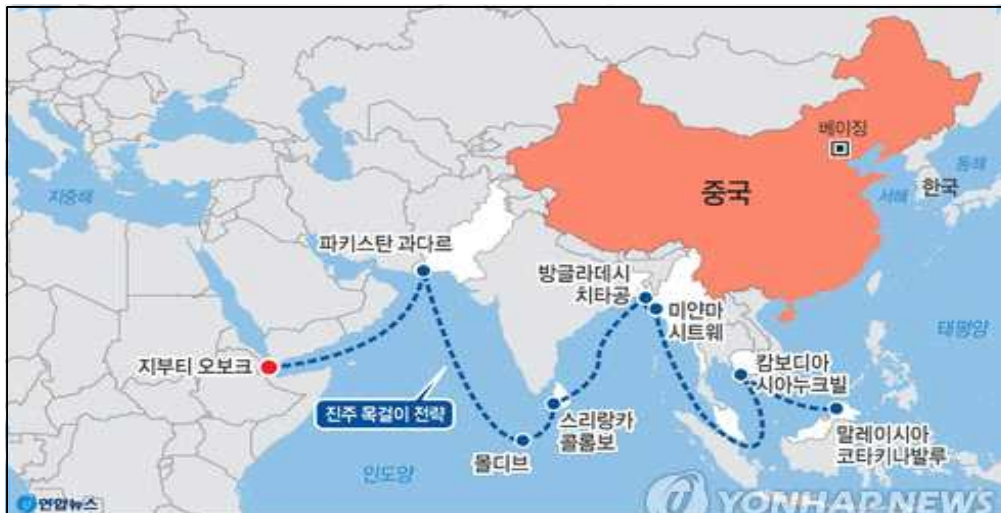 베이징
중국
동해
서해
한국
지중해
파키스탄 과다르
방글라데시
치타공
미얀마
시트웨
태평양
지부티 오보크
캄보디아
시아누크빌
진주 목걸이 전략
스리랑카
콜롬보
몰디브
말레이시아
코타키나발루
인도양
연합뉴스
YONHAP NEWS